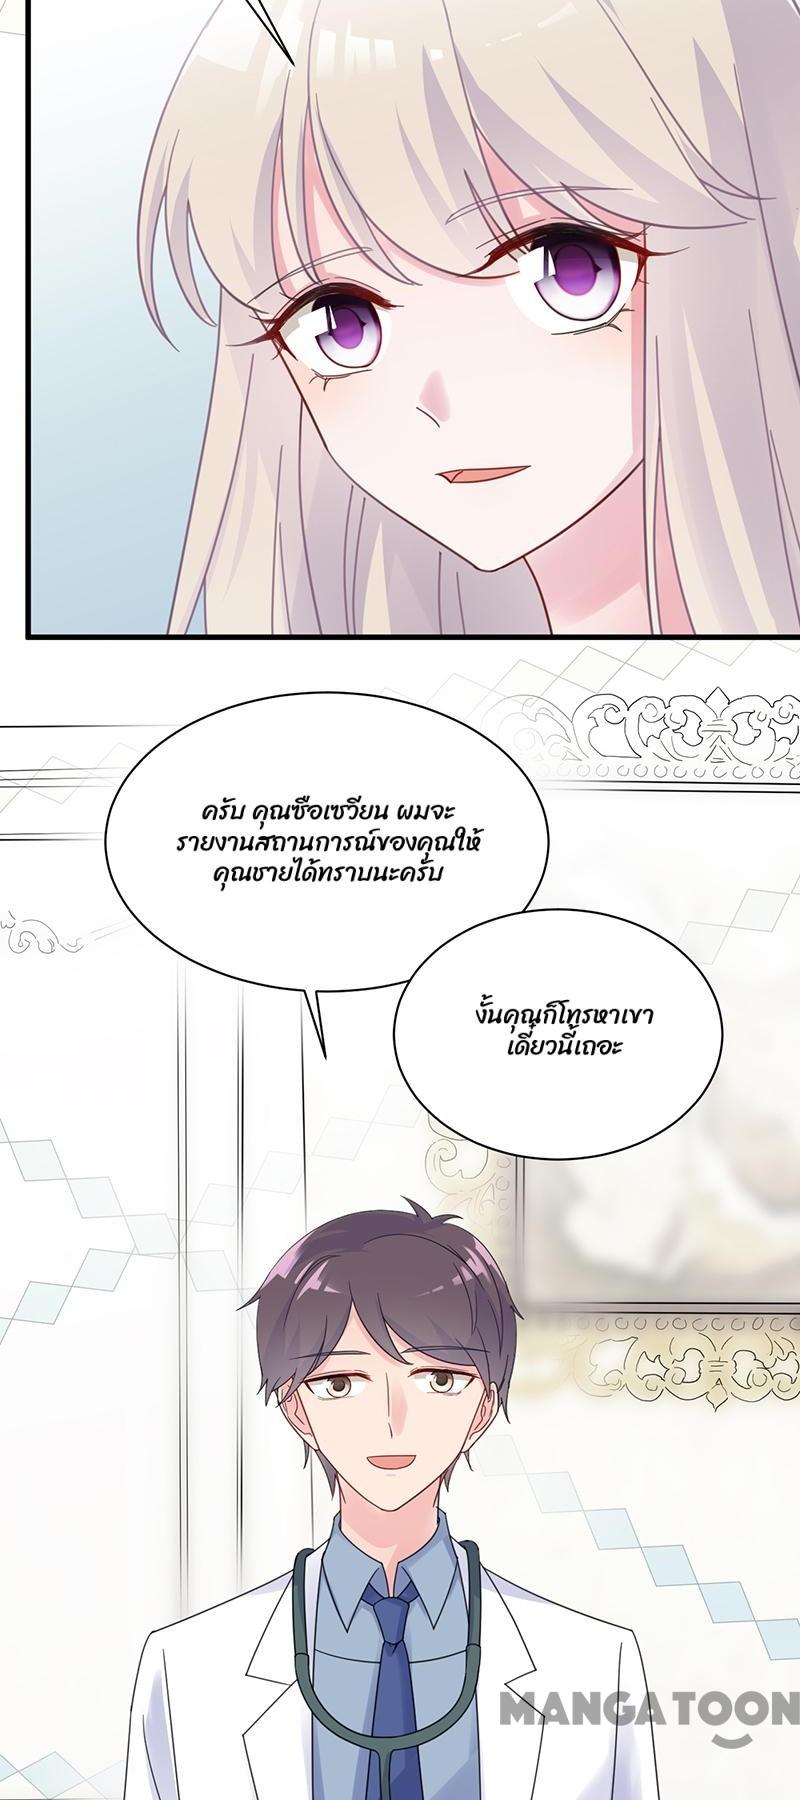 ครับ คุณซือเซวียน ผมจะ
รายงานสถานการณ์ของคุณให้
คุณชายได้ทราบนะครับ
งั้นคุณก็โทรหาเขา
เดี๋ยวนี้เถอะ
MANGATOON